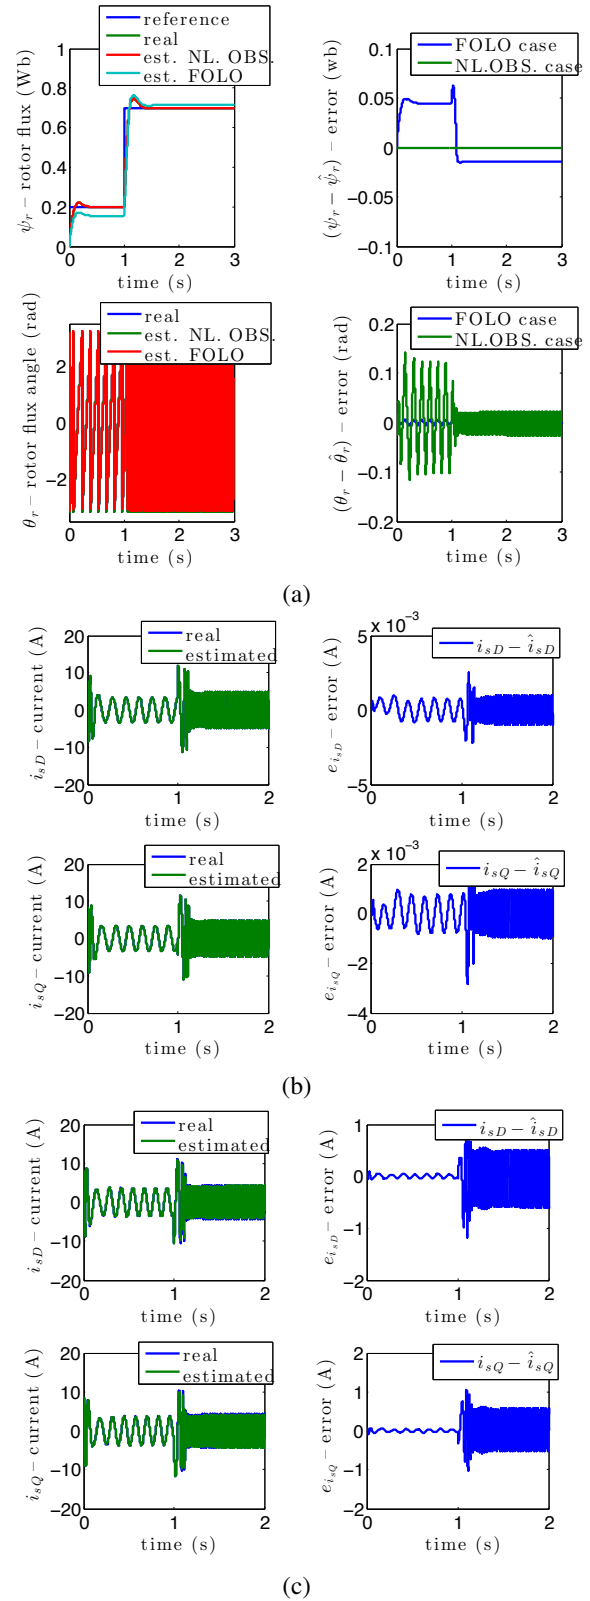 reference
real
est. NL. OBS.
est. FOLO
ψr – rotor flux (Wb)
1
0.8
0.6
0.4
0.2
0
0 1 2 3
time (s)
FOLO case
NL.OBS. case
(ψr – ψ̂r) – error (wb)
0.1
0.05
0
−0.05
−0.1
0 1 2 3
time (s)
real
est. NL. OBS.
est. FOLO
θr – rotor flux angle (rad)
2
0
−2
0 1 2 3
time (s)
FOLO case
NL.OBS. case
(θr – θ̂r) – error (rad)
0.2
0.1
0
−0.1
−0.2
0 1 2 3
time (s)
(a)
real
estimated
isD – current (A)
20
10
0
−10
−20
0 1 2
time (s)
x 10−3
isD – îsD
eisD – error (A)
5
0
−5
0 1 2
time (s)
real
estimated
isQ – current (A)
20
10
0
−10
−20
0 1 2
time (s)
x 10−3
isQ – îsQ
eisQ – error (A)
2
0
−2
−4
0 1 2
time (s)
(b)
real
estimated
isD – current (A)
20
10
0
−10
−20
0 1 2
time (s)
isD – îsD
eisD – error (A)
1
0
−1
−2
0 1 2
time (s)
real
estimated
isQ – current (A)
20
10
0
−10
−20
0 1 2
time (s)
isQ – îsQ
eisQ – error (A)
2
1
0
−1
−2
0 1 2
time (s)
(c)